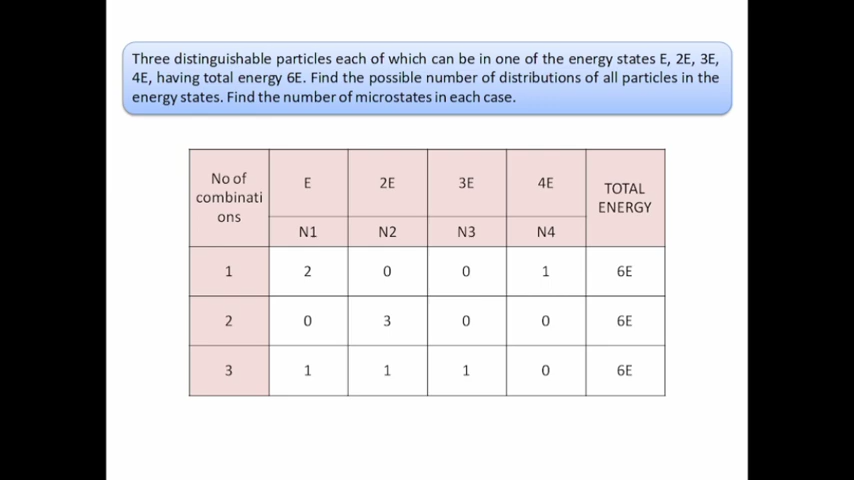 Three distinguishable particles each of which can be in one of the energy states E, 2E, 3E,
4E, having total energy 6E. Find the possible number of distributions of all particles in the
energy states. Find the number of microstates in each case.
No of
combinati
ons
E 2E 3E 4E
TOTAL
ENERGY
N1 N2 N3 N4
1 2 0 0 1 6E
2 0 3 0 0 6E
3 1 1 1 0 6E